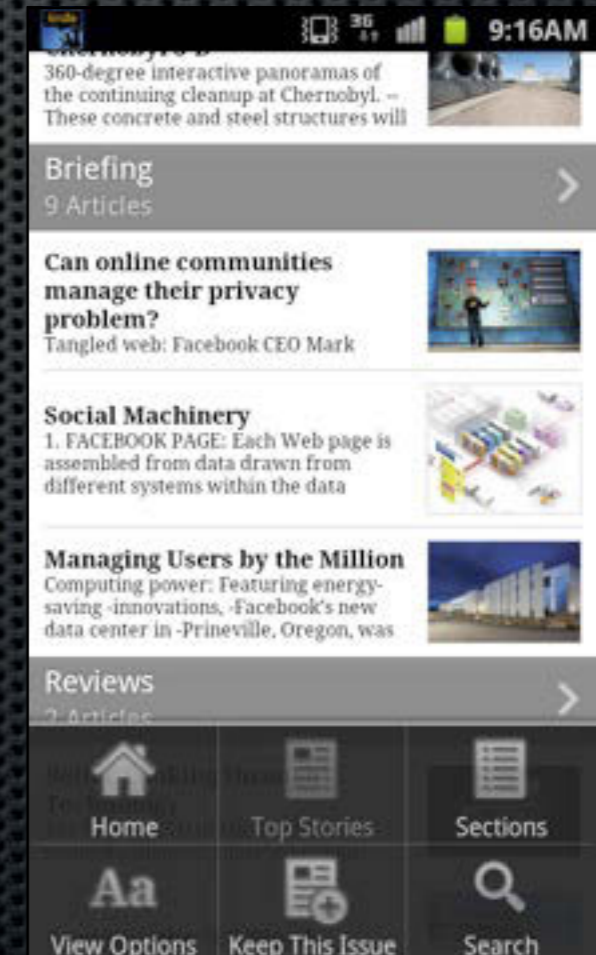 kindle
3G
9:16AM
360-degree interactive panoramas of
the continuing cleanup at Chernobyl. --
These concrete and steel structures will
Briefing
9 Articles
Can online communities
manage their privacy
problem?
Tangled web: Facebook CEO Mark
Social Machinery
1. FACEBOOK PAGE: Each Web page is
assembled from data drawn from
different systems within the data
Managing Users by the Million
Computing power: Featuring energy-
saving -innovations, -Facebook's new
data center in -Prineville, Oregon, was
Reviews
2 Articles
Home
Top Stories
Sections
Aa
View Options
Keep This Issue
Search